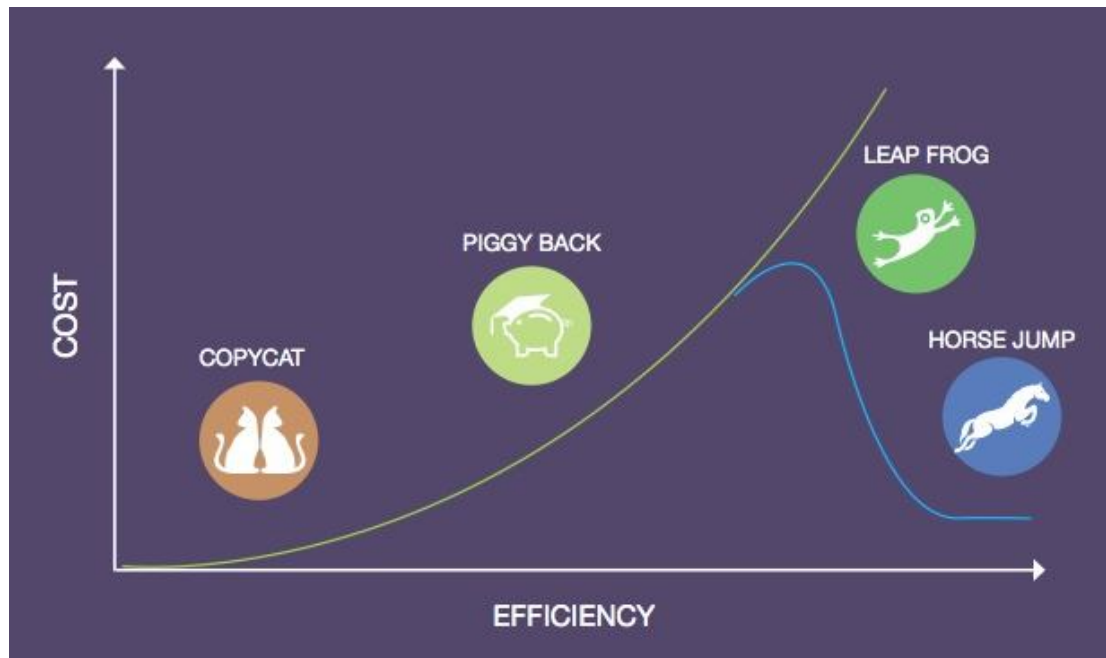 LEAP FROG
PIGGY BACK
COST
HORSE JUMP
COPYCAT
EFFICIENCY